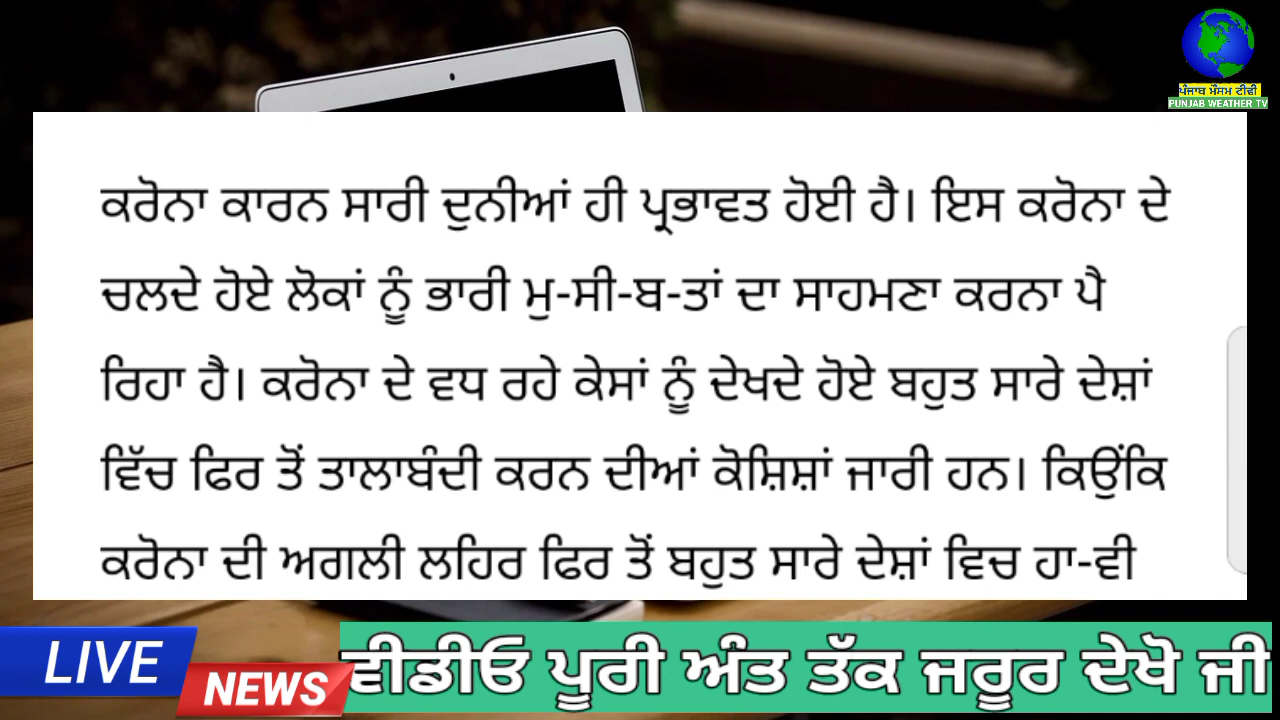 ਪੰਜਾਬ ਮੌਸਮ ਟੀਵੀ
PUNJAB WEATHER TV
ਕਰੋਨਾ ਕਾਰਨ ਸਾਰੀ ਦੁਨੀਆਂ ਹੀ ਪ੍ਰਭਾਵਤ ਹੋਈ ਹੈ। ਇਸ ਕਰੋਨਾ ਦੇ
ਚਲਦੇ ਹੋਏ ਲੋਕਾਂ ਨੂੰ ਭਾਰੀ ਮੁ-ਸੀ-ਬ-ਤਾਂ ਦਾ ਸਾਹਮਣਾ ਕਰਨਾ ਪੈ
ਰਿਹਾ ਹੈ। ਕਰੋਨਾ ਦੇ ਵਧ ਰਹੇ ਕੇਸਾਂ ਨੂੰ ਦੇਖਦੇ ਹੋਏ ਬਹੁਤ ਸਾਰੇ ਦੇਸ਼ਾਂ
ਵਿੱਚ ਫਿਰ ਤੋਂ ਤਾਲਾਬੰਦੀ ਕਰਨ ਦੀਆਂ ਕੋਸ਼ਿਸ਼ਾਂ ਜਾਰੀ ਹਨ। ਕਿਉਂਕਿ
ਕਰੋਨਾ ਦੀ ਅਗਲੀ ਲਹਿਰ ਫਿਰ ਤੋਂ ਬਹੁਤ ਸਾਰੇ ਦੇਸ਼ਾਂ ਵਿਚ ਹਾ-ਵੀ
LIVE
NEWS
ਵੀਡੀਓ ਪੂਰੀ ਅੰਤ ਤੱਕ ਜਰੂਰ ਦੇਖੋ ਜੀ